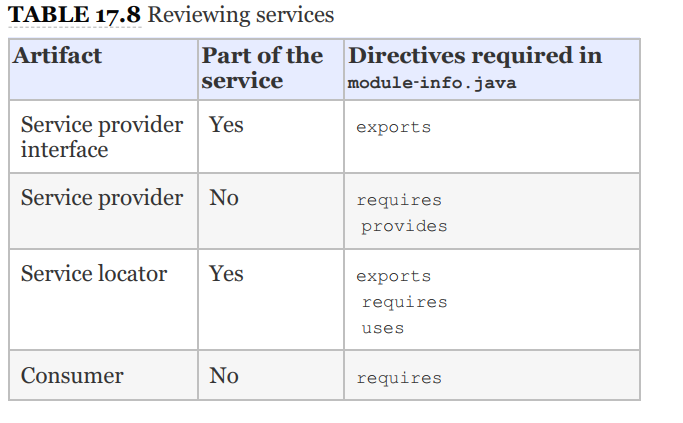 TABLE 17.8 Reviewing services
Artifact
Part of the
service
Directives required in
module-info.java
Service provider
interface
Yes
exports
Service provider
No
requires
provides
Service locator
Yes
exports
requires
uses
Consumer
No
requires